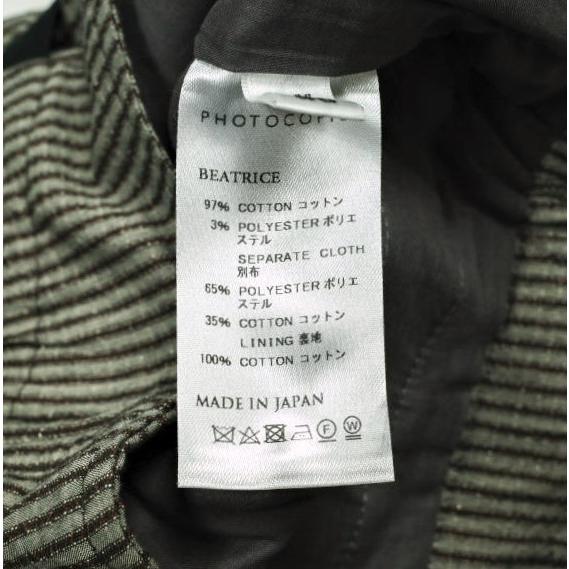 BEATRICE
97% COTTON コットン
3% POLYESTER ポリエ
ステル
SEPARATE CLOTH
別布
65% POLYESTER ポリエ
ステル
35% COTTON コットン
LINING 裏地
100% COTTON コットン
MADE IN JAPAN
F W